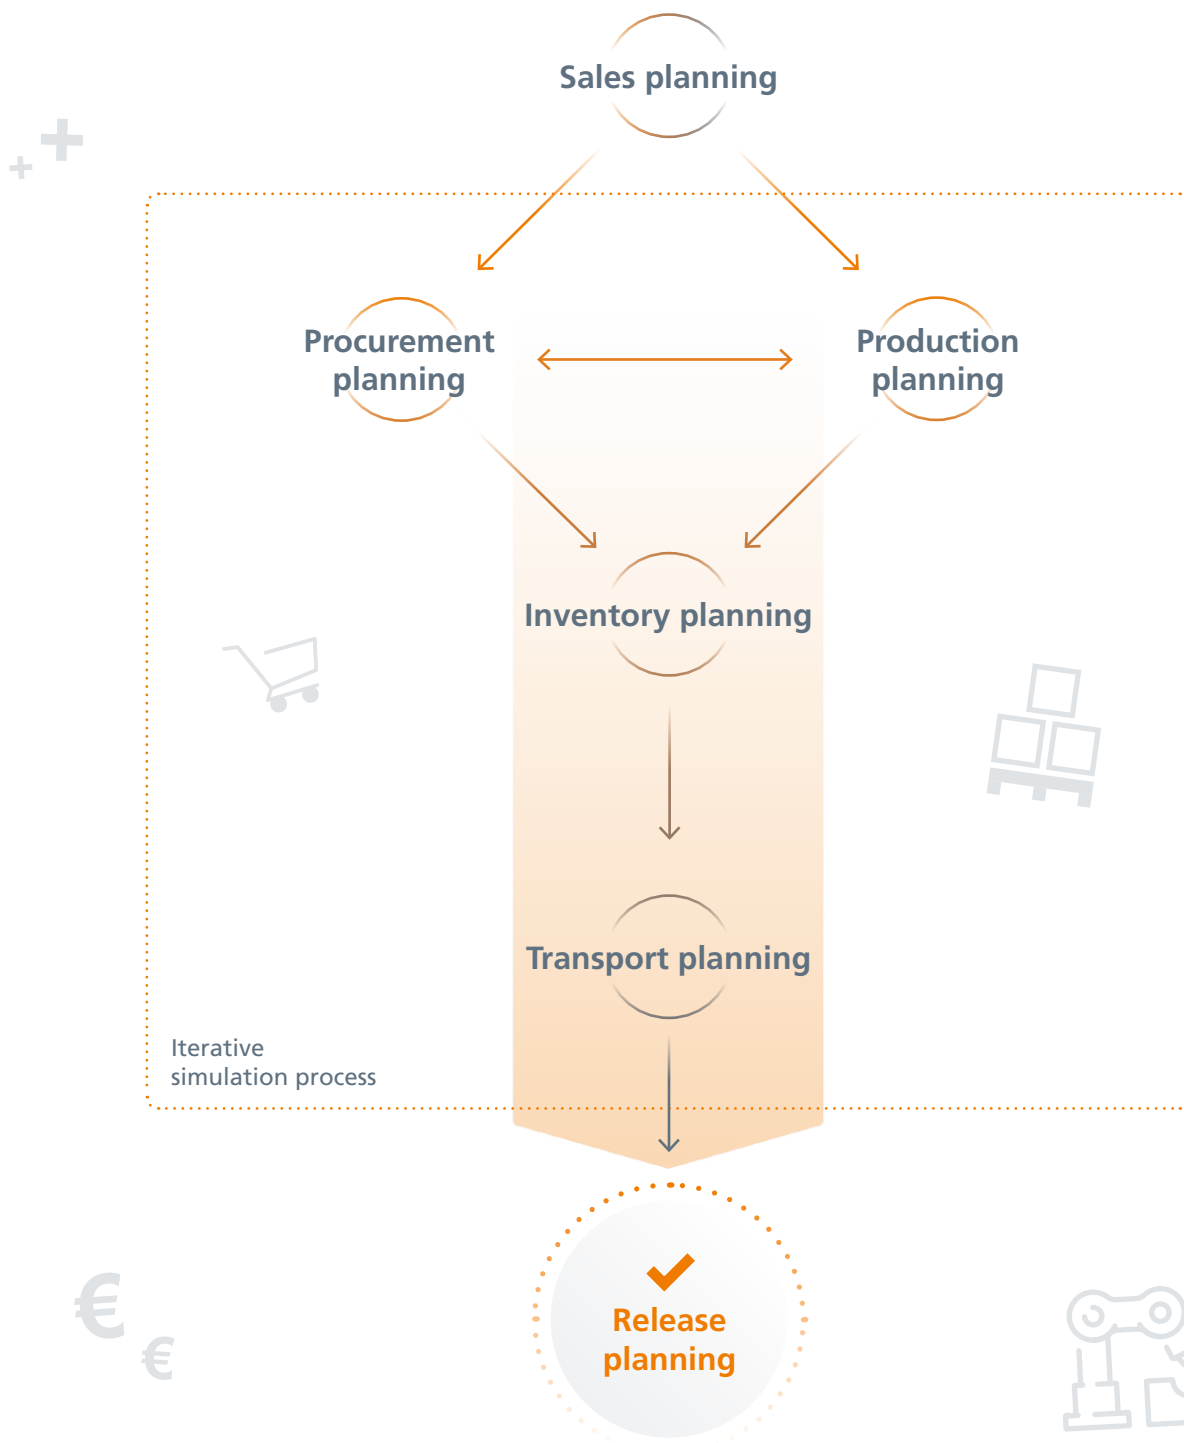 Sales planning
Procurement
planning
Production
planning
Inventory planning
Transport planning
Iterative
simulation process
€
€
Release
planning